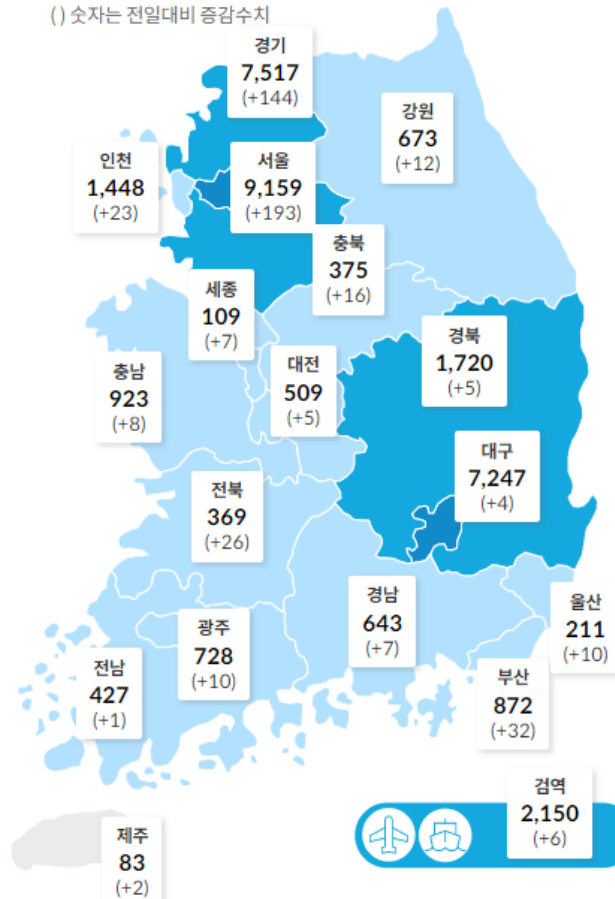 ( ) 숫자는 전일대비 증감수치
경기
7,517
(+144)
강원
673
(+12)
인천
1,448
(+23)
서울
9,159
(+193)
충북
375
(+16)
세종
109
(+7)
경북
1,720
(+5)
대전
509
(+5)
충남
923
(+8)
대구
7,247
(+4)
전북
369
(+26)
경남
643
(+7)
울산
211
(+10)
광주
728
(+10)
전남
427
(+1)
부산
872
(+32)
검역
2,150
(+6)
제주
83
(+2)